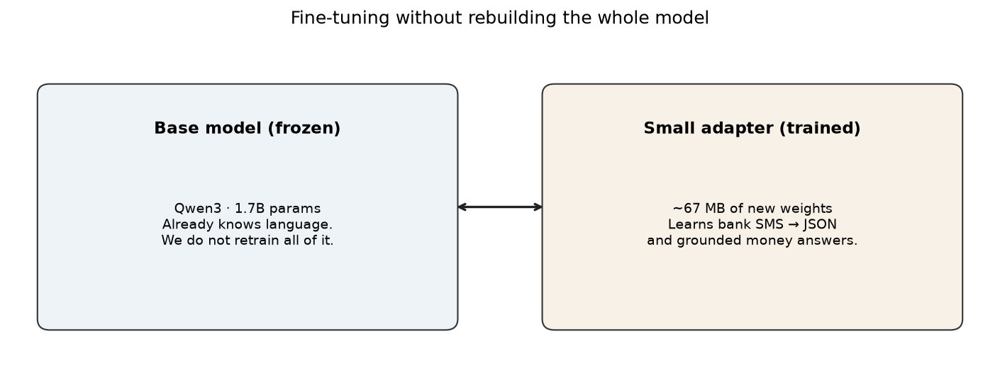 Fine-tuning without rebuilding the whole model
Base model (frozen)
Qwen3 · 1.7B params
Already knows language.
We do not retrain all of it.
Small adapter (trained)
~67 MB of new weights
Learns bank SMS → JSON
and grounded money answers.